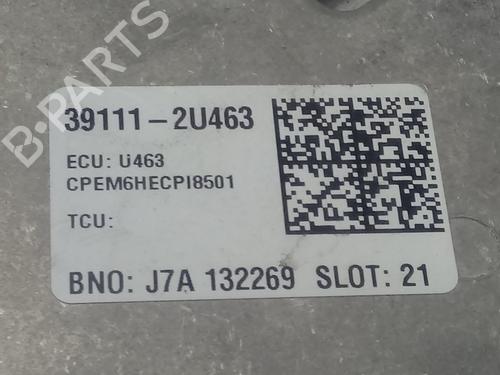 B-PARTS
39111-2U463
ECU: U463
CPEM6HECPI8501
TCU:
BNO: J7A 132269 SLOT: 21